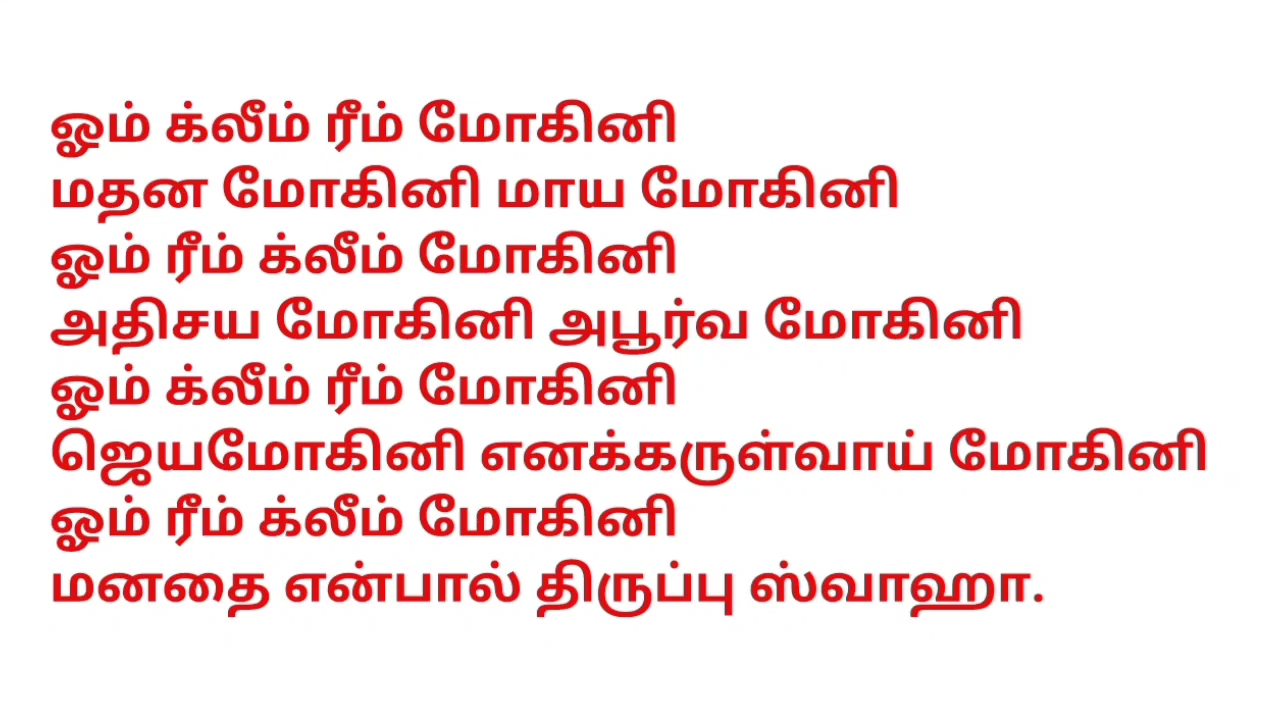 ஓம் க்லீம் ரீம் மோகினி
மதன மோகினி மாய மோகினி
ஓம் ரீம் க்லீம் மோகினி
அதிசய மோகினி அபூர்வ மோகினி
ஓம் க்லீம் ரீம் மோகினி
ஜெயமோகினி எனக்கருள்வாய் மோகினி
ஓம் ரீம் க்லீம் மோகினி
மனதை என்பால் திருப்பு ஸ்வாஹா.